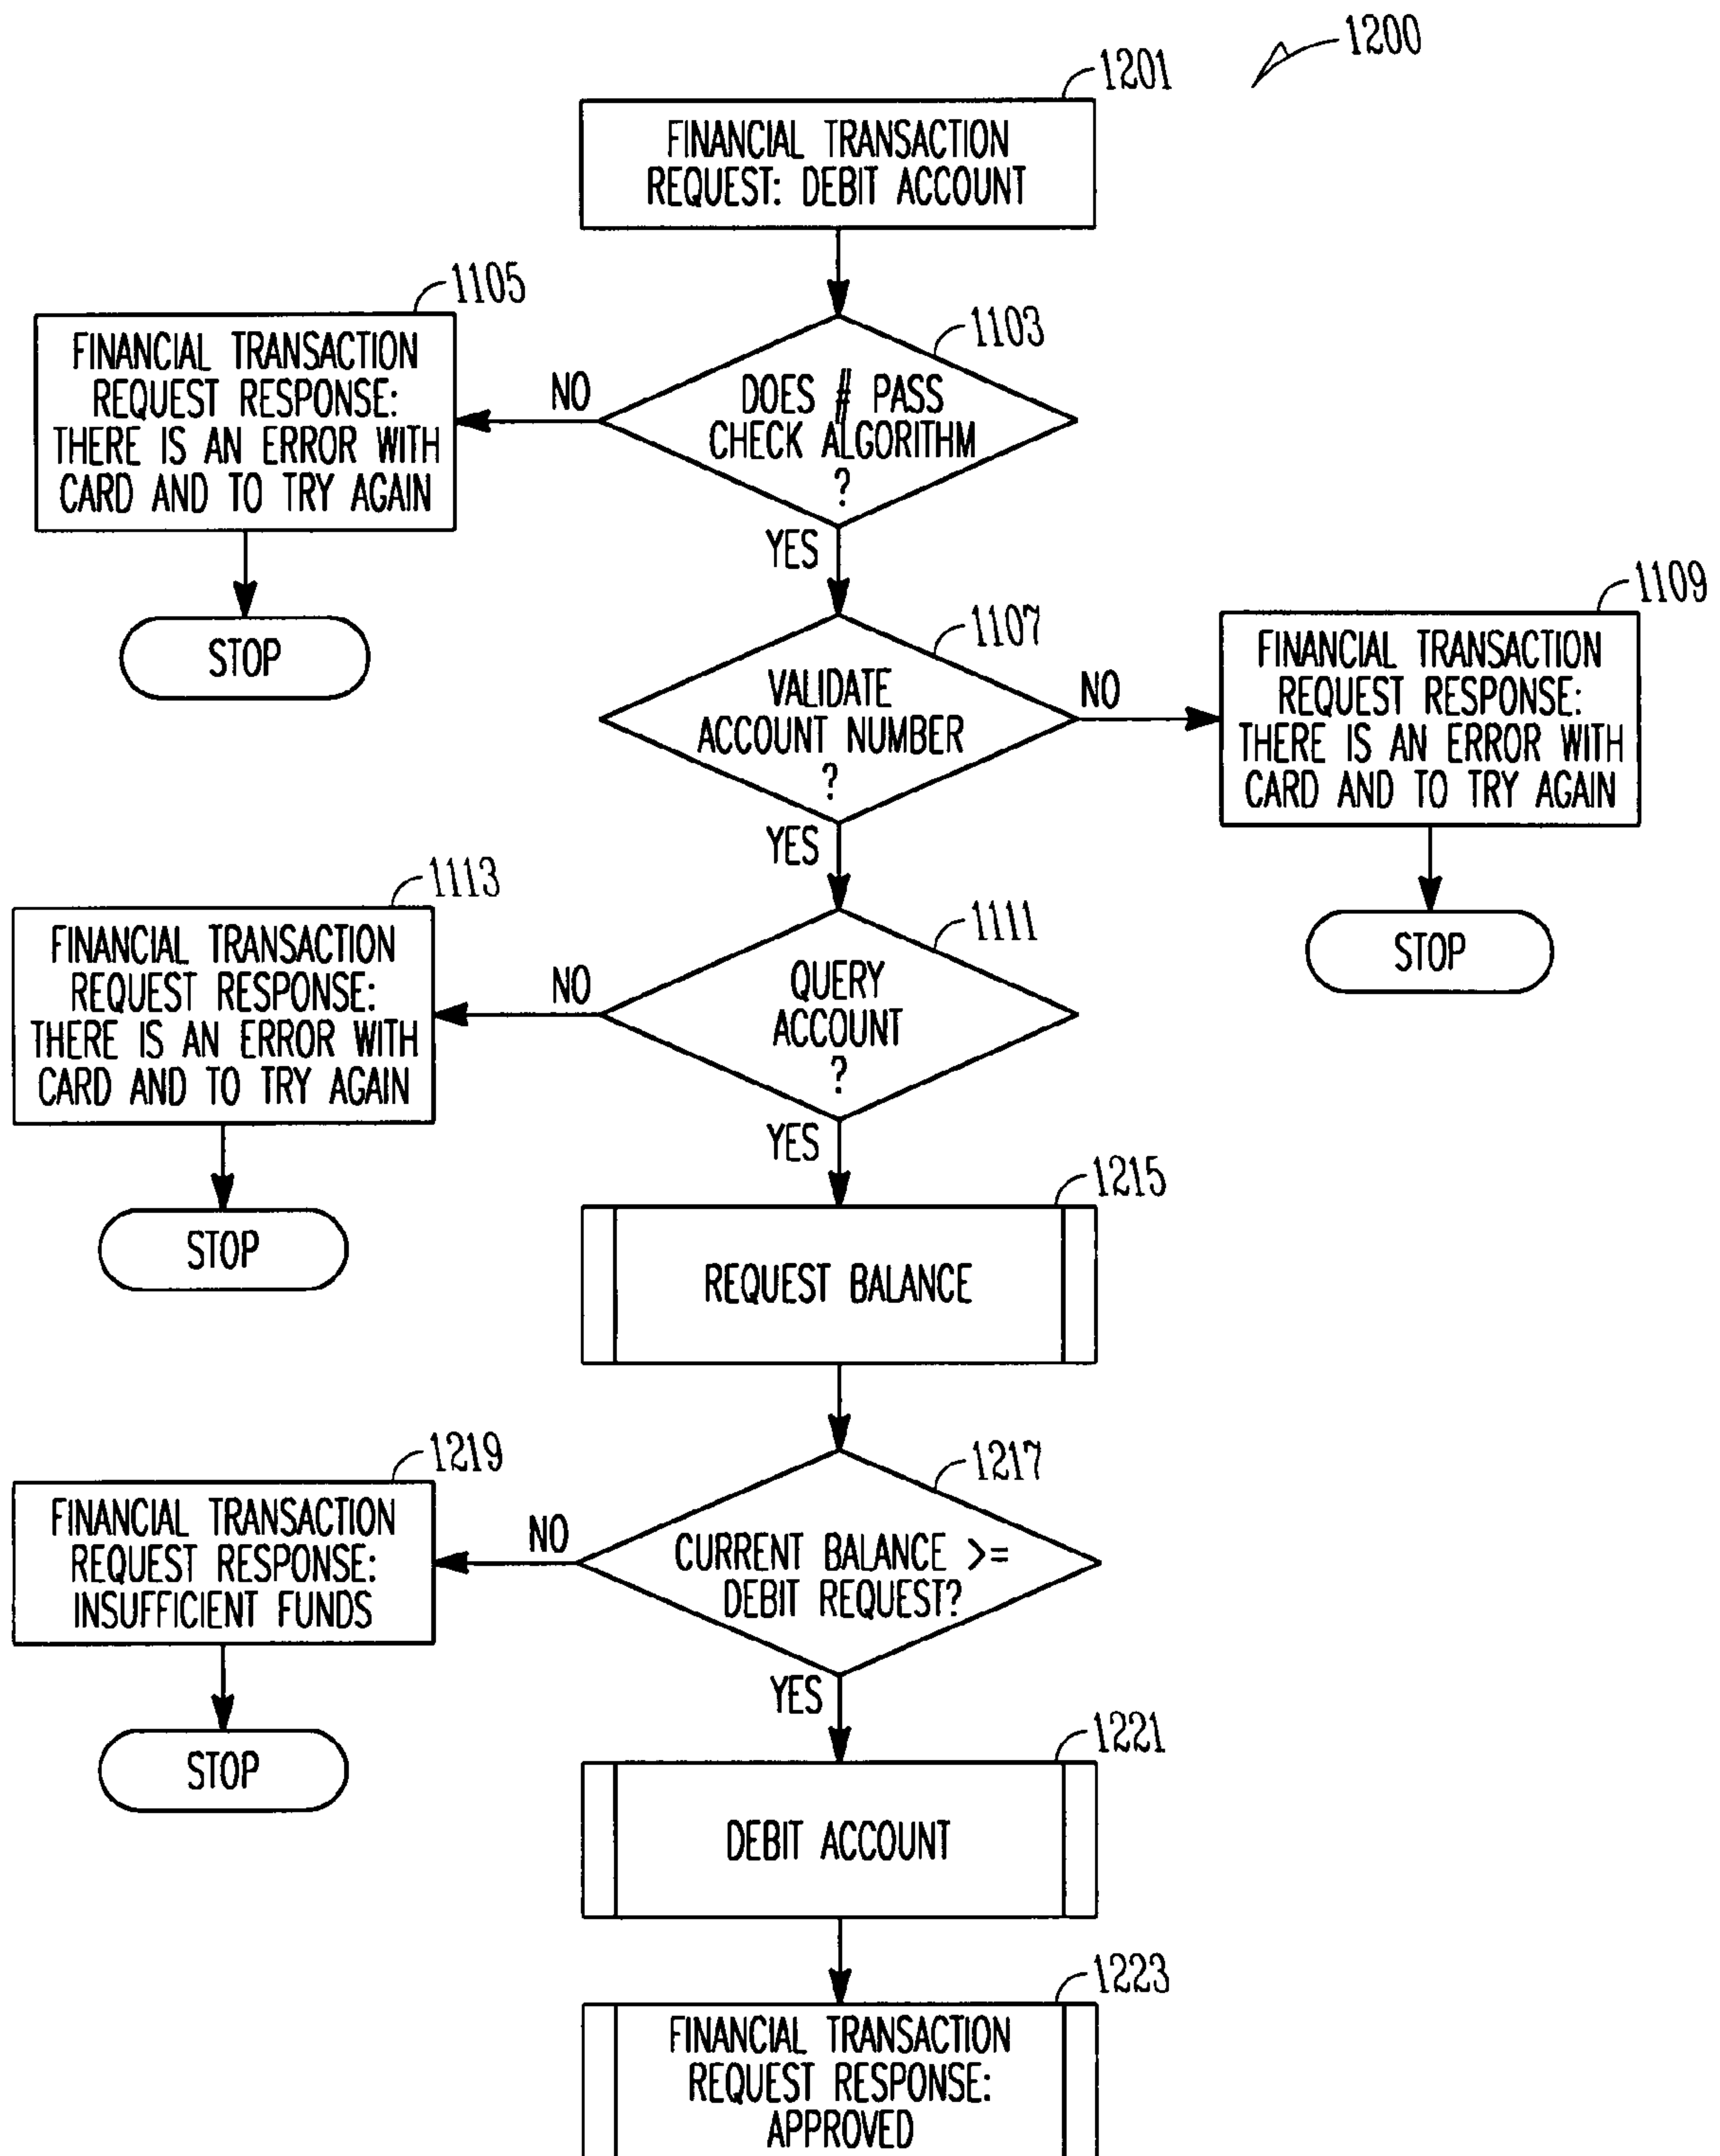 1200
1201
FINANCIAL TRANSACTION
REQUEST: DEBIT ACCOUNT
1105
FINANCIAL TRANSACTION
REQUEST RESPONSE:
THERE IS AN ERROR WITH
CARD AND TO TRY AGAIN
STOP
NO
1103
DOES # PASS
CHECK ALGORITHM
?
YES
1107
VALIDATE
ACCOUNT NUMBER
?
NO
1109
FINANCIAL TRANSACTION
REQUEST RESPONSE:
THERE IS AN ERROR WITH
CARD AND TO TRY AGAIN
STOP
YES
1113
FINANCIAL TRANSACTION
REQUEST RESPONSE:
THERE IS AN ERROR WITH
CARD AND TO TRY AGAIN
STOP
NO
1111
QUERY
ACCOUNT
?
YES
1215
REQUEST BALANCE
1219
FINANCIAL TRANSACTION
REQUEST RESPONSE:
INSUFFICIENT FUNDS
STOP
NO
1217
CURRENT BALANCE >=
DEBIT REQUEST?
YES
1221
DEBIT ACCOUNT
1223
FINANCIAL TRANSACTION
REQUEST RESPONSE:
APPROVED